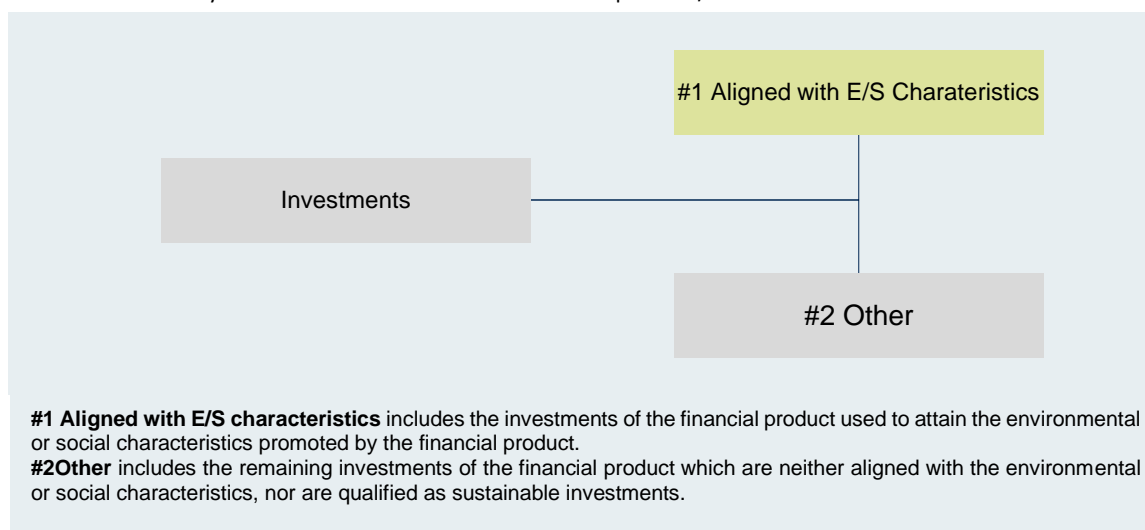 #1 Aligned with E/S Charateristics
Investments
#2 Other
#1 Aligned with E/S characteristics includes the investments of the financial product used to attain the environmental
or social characteristics promoted by the financial product.
#2Other includes the remaining investments of the financial product which are neither aligned with the environmental
or social characteristics, nor are qualified as sustainable investments.